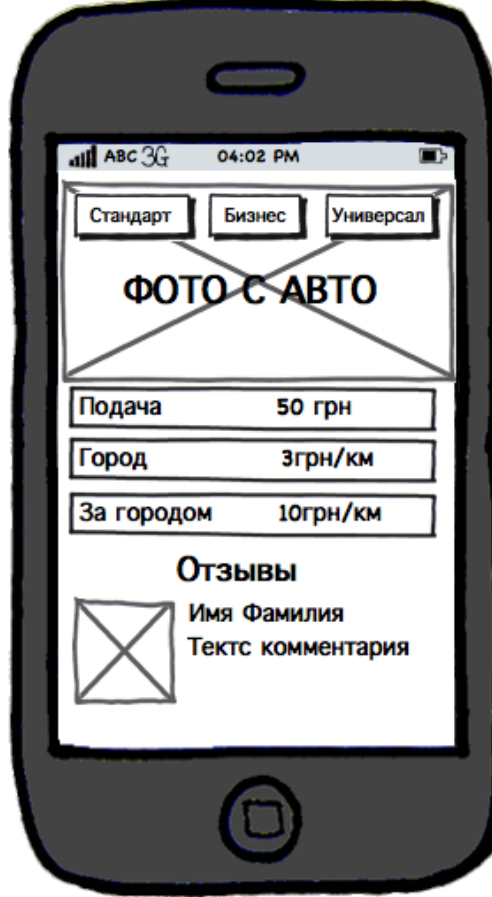 ABC 3G 04:02 PM
Стандарт Бизнес Универсал
ФОТО С АВТО
Подача 50 грн
Город 3грн/км
За городом 10грн/км
Отзывы
Имя Фамилия
Тектс комментария